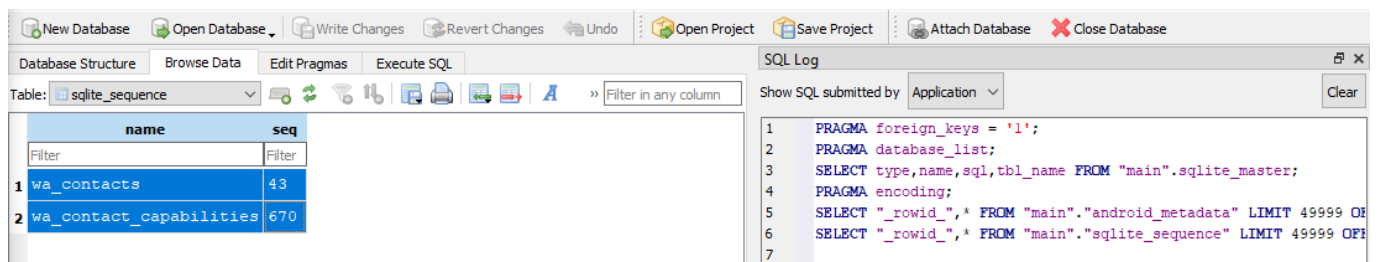 New Database Open Database Write Changes Revert Changes Undo Open Project Save Project Attach Database Close Database
Database Structure Browse Data Edit Pragmas Execute SQL
Table: sqlite_sequence » Filter in any column
name seq
Filter Filter
1 wa_contacts 43
2 wa_contact_capabilities 670
SQL Log
Show SQL submitted by Application Clear
1 PRAGMA foreign_keys = '1';
2 PRAGMA database_list;
3 SELECT type,name,sql,tbl_name FROM "main".sqlite_master;
4 PRAGMA encoding;
5 SELECT "_rowid_",* FROM "main"."android_metadata" LIMIT 49999
6 SELECT "_rowid_",* FROM "main"."sqlite_sequence" LIMIT 49999
7